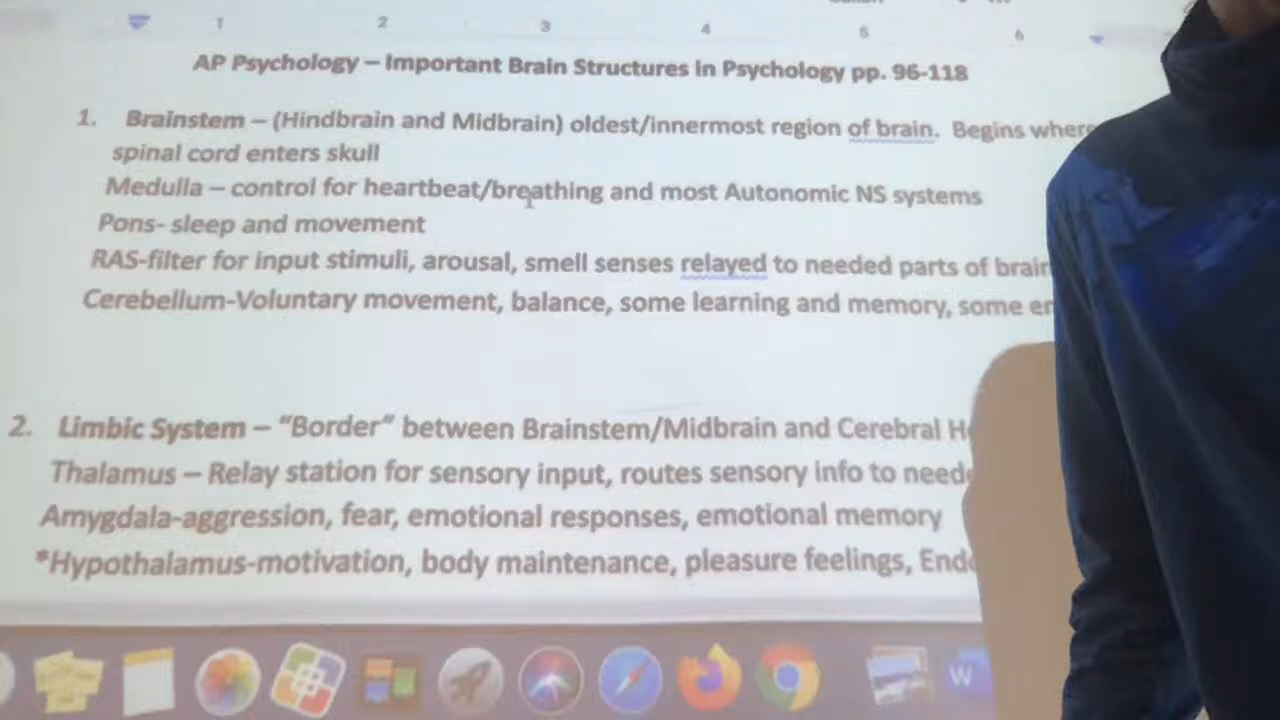 1 2 3 4 5 6
AP Psychology – Important Brain Structures in Psychology pp. 96-118
1. Brainstem – (Hindbrain and Midbrain) oldest/innermost region of brain. Begins where
spinal cord enters skull
Medulla – control for heartbeat/breathing and most Autonomic NS systems
Pons- sleep and movement
RAS-filter for input stimuli, arousal, smell senses relayed to needed parts of brain
Cerebellum-Voluntary movement, balance, some learning and memory, some
2. Limbic System – "Border" between Brainstem/Midbrain and Cerebral
Thalamus – Relay station for sensory input, routes sensory info to
Amygdala-aggression, fear, emotional responses, emotional memory
*Hypothalamus-motivation, body maintenance, pleasure feelings,
W